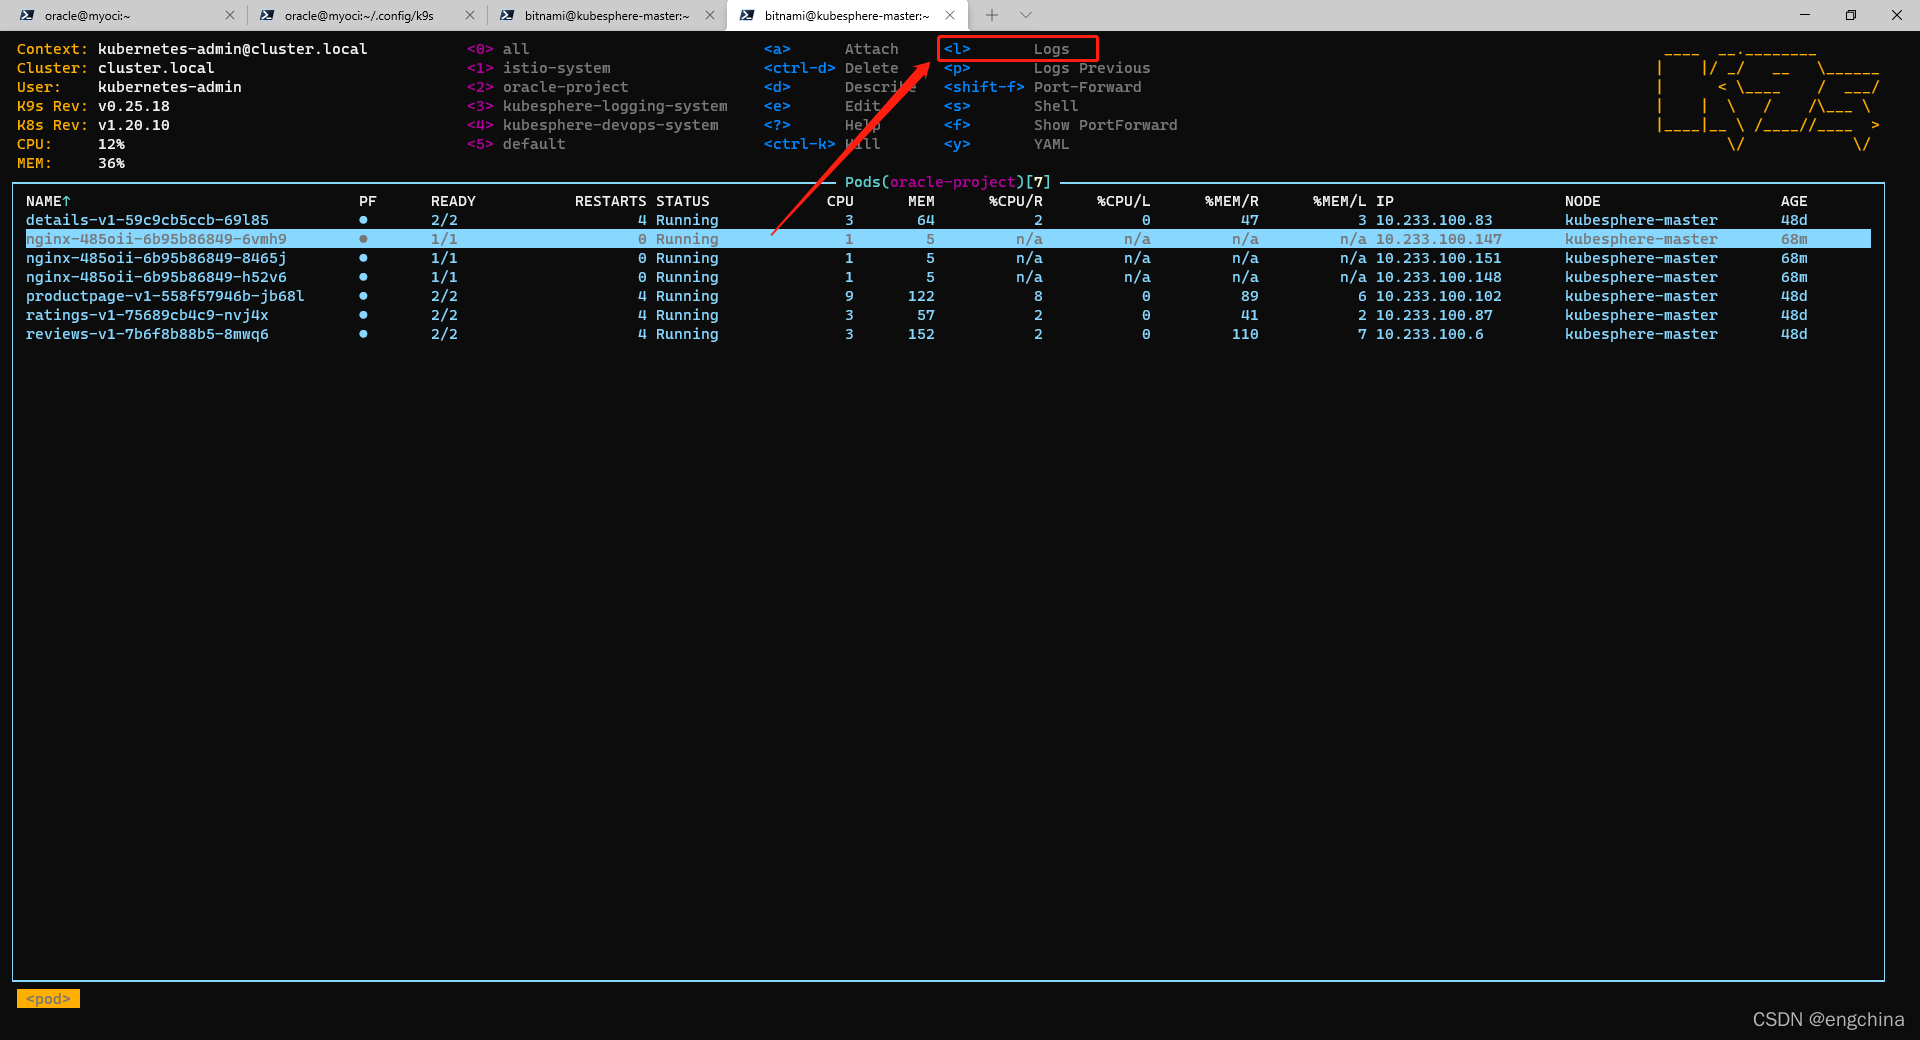 oracle@myoci:~
oracle@myoci:~/.config/k9s
bitnami@kubesphere-master:~
bitnami@kubesphere-master:~
Context: kubernetes-admin@cluster.local <0> all <a> Attach <l> Logs
Cluster: cluster.local <1> istio-system <ctrl-d> Delete <p> Logs Previous
User: kubernetes-admin <2> oracle-project <d> Describe <shift-f> Port-Forward
K9s Rev: v0.25.18 <3> kubesphere-logging-system <e> Edit <s> Shell
K8s Rev: v1.20.10 <4> kubesphere-devops-system <?> Help <f> Show PortForward
CPU: 12% <5> default <ctrl-k> Kill <y> YAML
MEM: 36%
Pods(oracle-project)[7]
NAME↑ PF READY RESTARTS STATUS CPU MEM %CPU/R %CPU/L %MEM/R %MEM/L IP NODE AGE
details-v1-59c9cb5ccb-69l85 ● 2/2 4 Running 3 64 2 0 47 3 10.233.100.83 kubesphere-master 48d
nginx-485oii-6b95b86849-6vmh9 ● 1/1 0 Running 1 5 n/a n/a n/a n/a 10.233.100.147 kubesphere-master 68m
nginx-485oii-6b95b86849-8465j ● 1/1 0 Running 1 5 n/a n/a n/a n/a 10.233.100.151 kubesphere-master 68m
nginx-485oii-6b95b86849-h52v6 ● 1/1 0 Running 1 5 n/a n/a n/a n/a 10.233.100.148 kubesphere-master 68m
productpage-v1-558f57946b-jb68l ● 2/2 4 Running 9 122 8 0 89 6 10.233.100.102 kubesphere-master 48d
ratings-v1-75689cb4c9-nvj4x ● 2/2 4 Running 3 57 2 0 41 2 10.233.100.87 kubesphere-master 48d
reviews-v1-7b6f8b88b5-8mwq6 ● 2/2 4 Running 3 152 2 0 110 7 10.233.100.6 kubesphere-master 48d
<pod>
CSDN @engchina